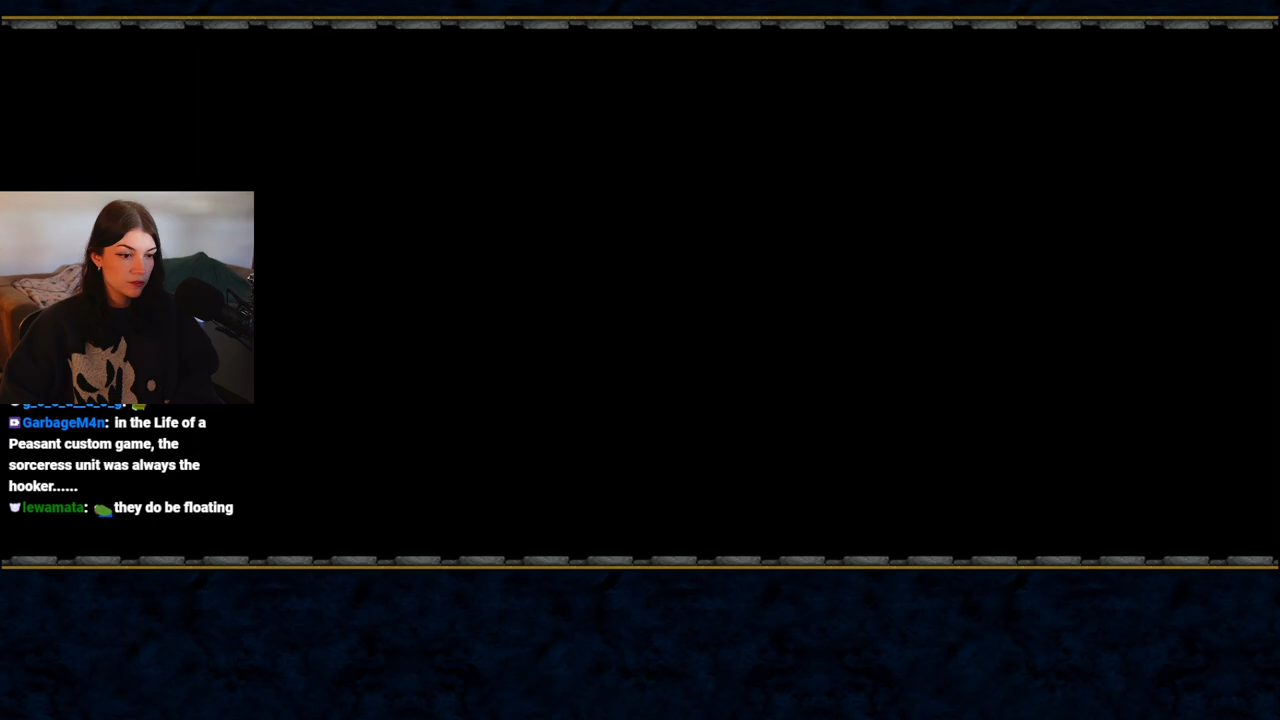 GarbageM4n: in the Life of a
Peasant custom game, the
sorceress unit was always the
hooker......
lewamata: they do be floating